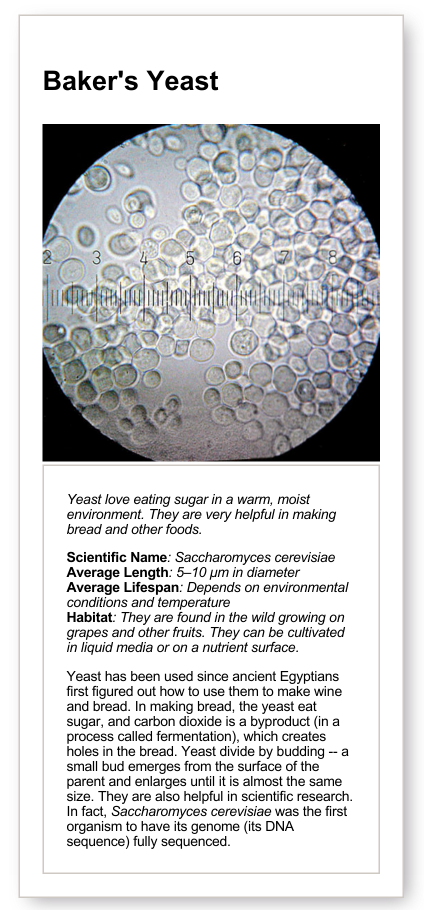 Baker's Yeast
2 3 4 5 6 7 8
Yeast love eating sugar in a warm, moist
environment. They are very helpful in making
bread and other foods.
Scientific Name: Saccharomyces cerevisiae
Average Length: 5–10 μm in diameter
Average Lifespan: Depends on environmental
conditions and temperature
Habitat: They are found in the wild growing on
grapes and other fruits. They can be cultivated
in liquid media or on a nutrient surface.
Yeast has been used since ancient Egyptians
first figured out how to use them to make wine
and bread. In making bread, the yeast eat
sugar, and carbon dioxide is a byproduct (in a
process called fermentation), which creates
holes in the bread. Yeast divide by budding -- a
small bud emerges from the surface of the
parent and enlarges until it is almost the same
size. They are also helpful in scientific research.
In fact, Saccharomyces cerevisiae was the first
organism to have its genome (its DNA
sequence) fully sequenced.